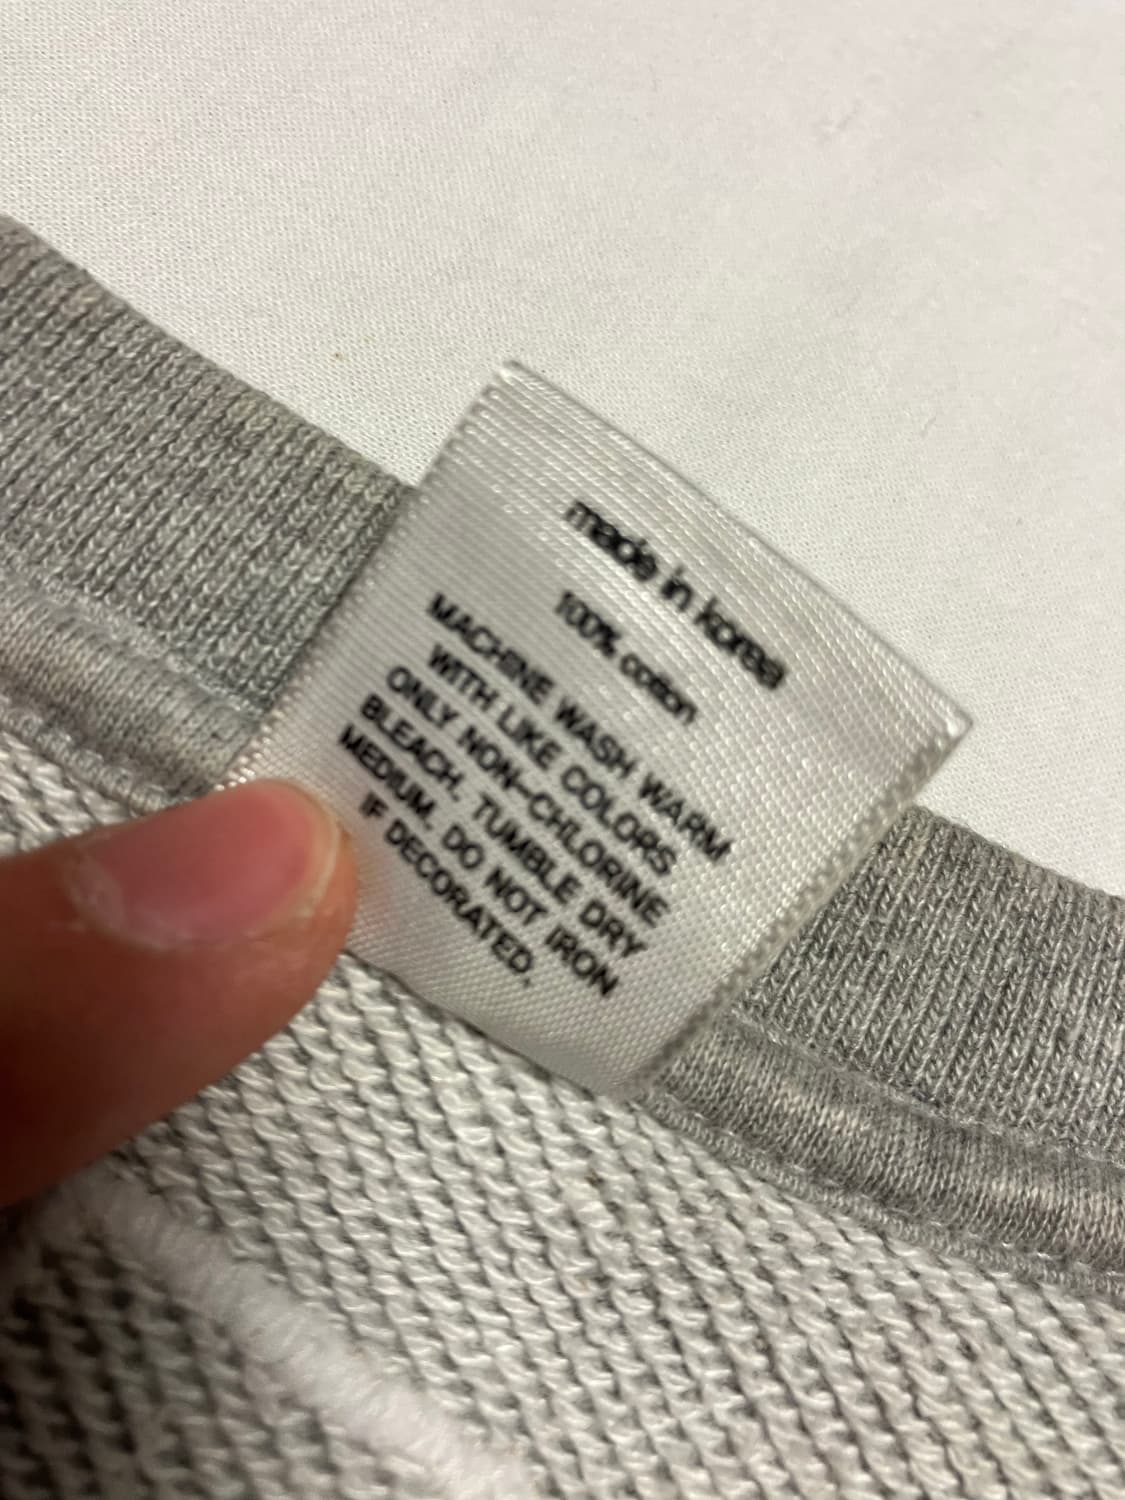 made in korea
100% cotton
MACHINE WASH WARM
WITH LIKE COLORS
ONLY NON-CHLORINE
BLEACH. TUMBLE DRY
MEDIUM. DO NOT IRON
IF DECORATED.